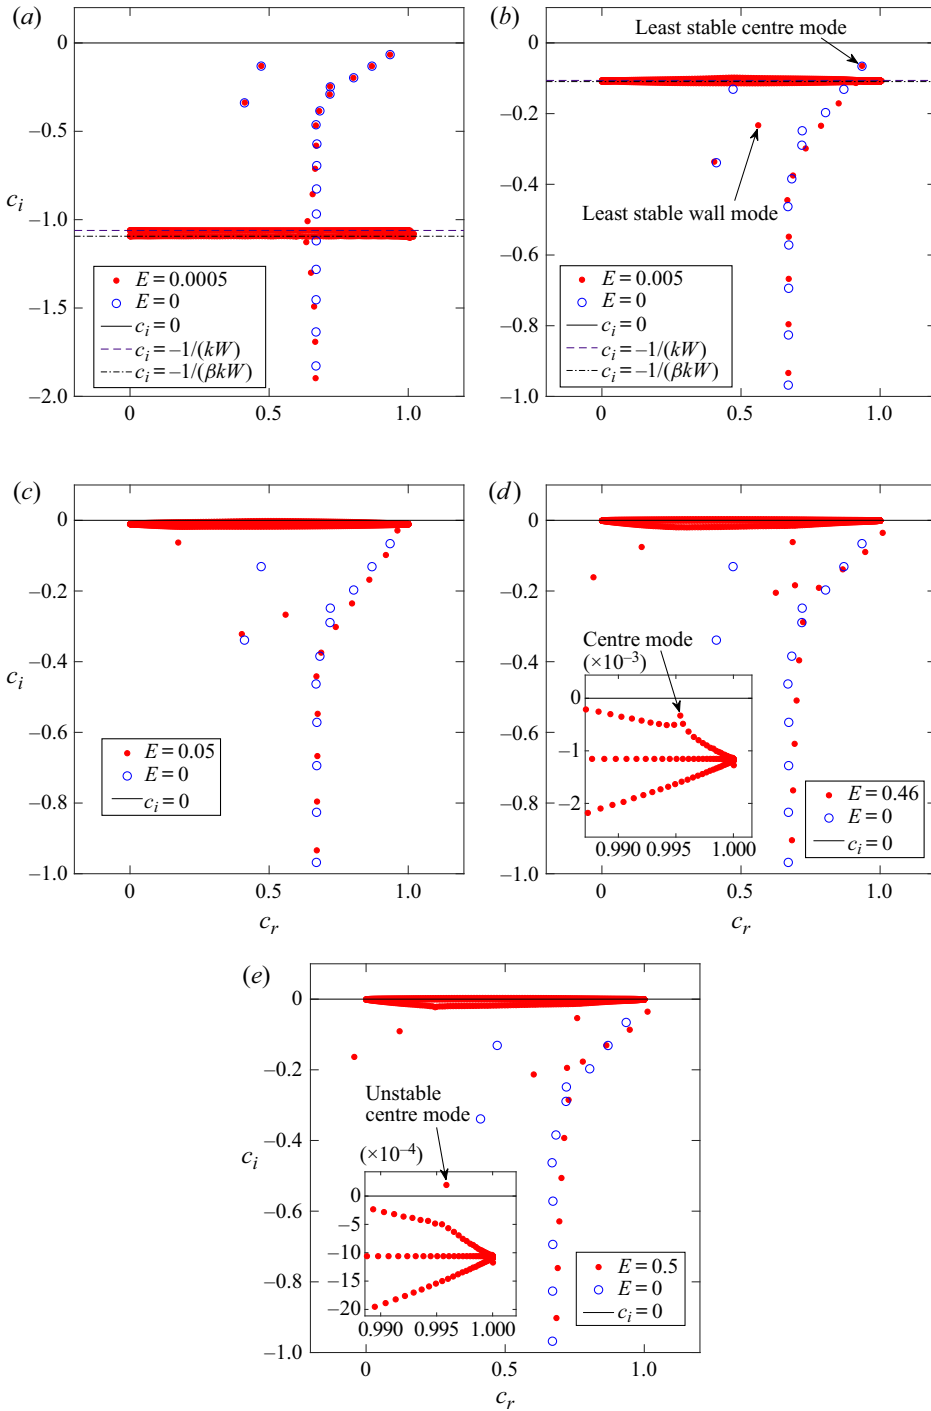 (a)
0
−0.5
−1.0
−1.5
−2.0
c_i
0
0.5
1.0
E = 0.0005
E = 0
c_i = 0
c_i = −1/(kW)
c_i = −1/(βkW)
(b)
0
−0.2
−0.4
−0.6
−0.8
−1.0
0
0.5
1.0
Least stable centre mode
Least stable wall mode
E = 0.005
E = 0
c_i = 0
c_i = −1/(kW)
c_i = −1/(βkW)
(c)
0
−0.2
−0.4
−0.6
−0.8
−1.0
c_i
0
0.5
1.0
c_r
E = 0.05
E = 0
c_i = 0
(d)
0
−0.2
−0.4
−0.6
−0.8
−1.0
0
0.5
1.0
c_r
Centre mode
(×10⁻³)
0
−1
−2
0.990
0.995
1.000
E = 0.46
E = 0
c_i = 0
(e)
0
−0.2
−0.4
−0.6
−0.8
−1.0
c_i
0
0.5
1.0
c_r
Unstable
centre mode
(×10⁻⁴)
0
−5
−10
−15
−20
0.990
0.995
1.000
E = 0.5
E = 0
c_i = 0